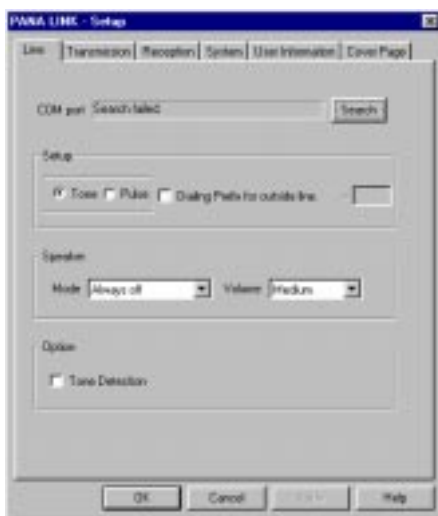 PANA LINK - Setup
Line Transmission Reception System User Information Cover Page
COM port Search failed Search
Setup
Tone Pulse Dialing Prefix for outside line
Speaker
Mode Always off Volume Medium
Option
Tone Detection
OK Cancel Help